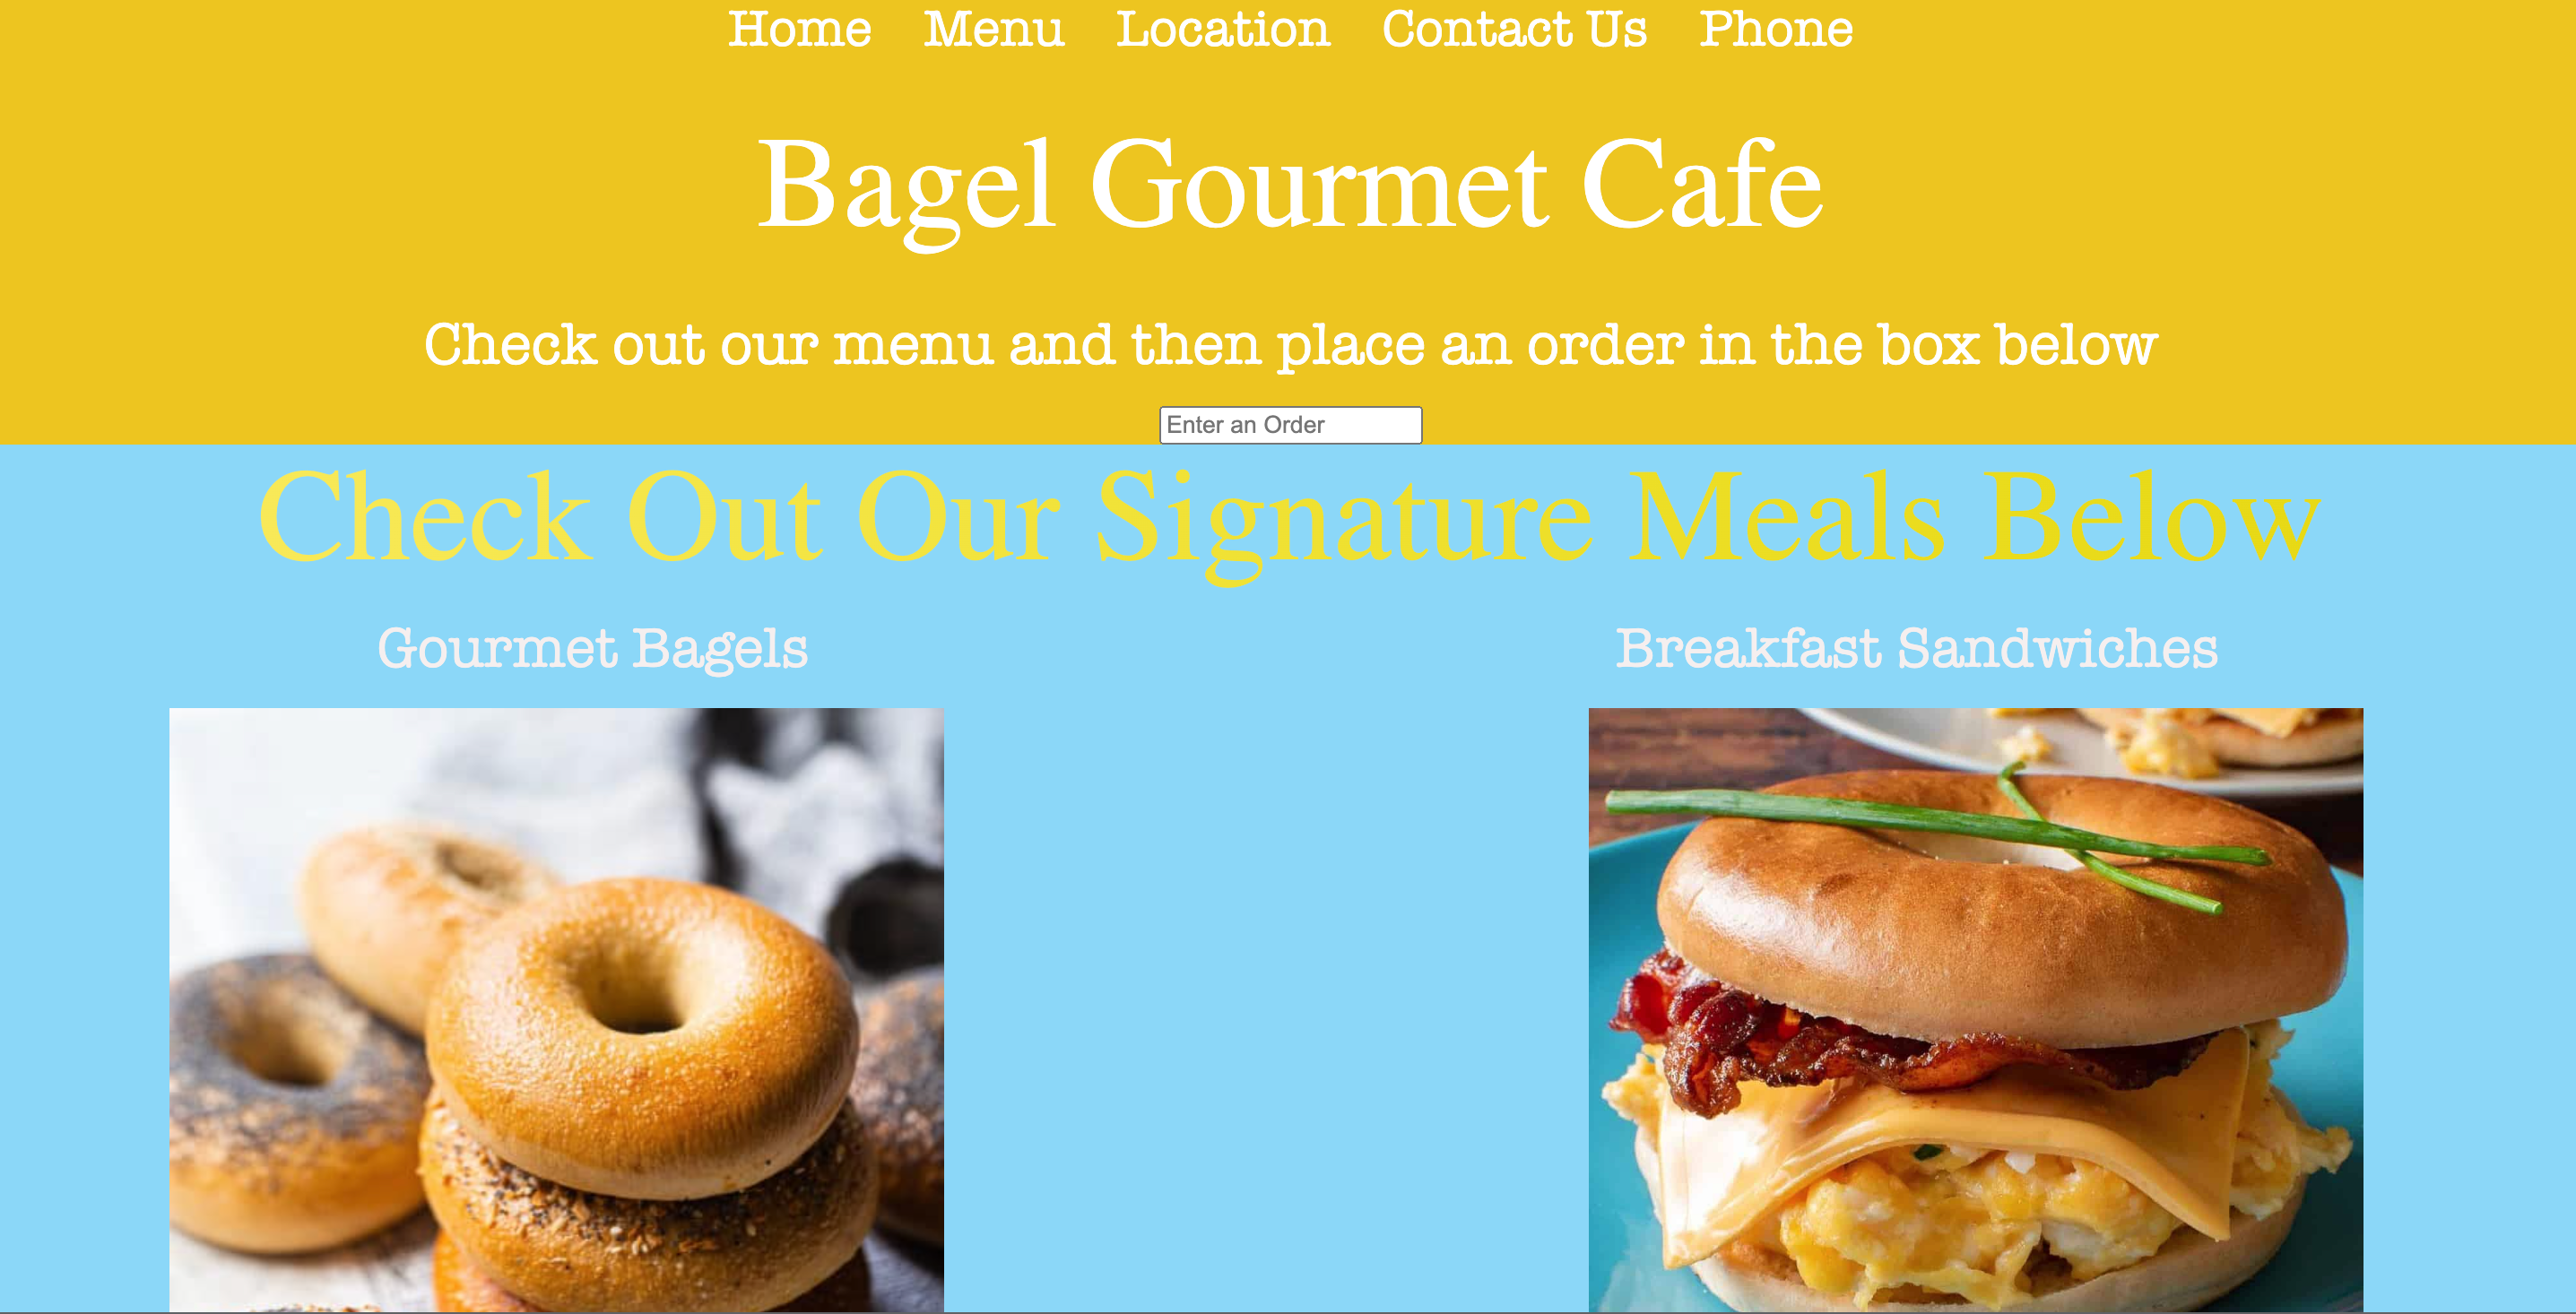 Home Menu Location Contact Us Phone
Bagel Gourmet Cafe
Check out our menu and then place an order in the box below
Enter an Order
Check Out Our Signature Meals Below
Gourmet Bagels
Breakfast Sandwiches